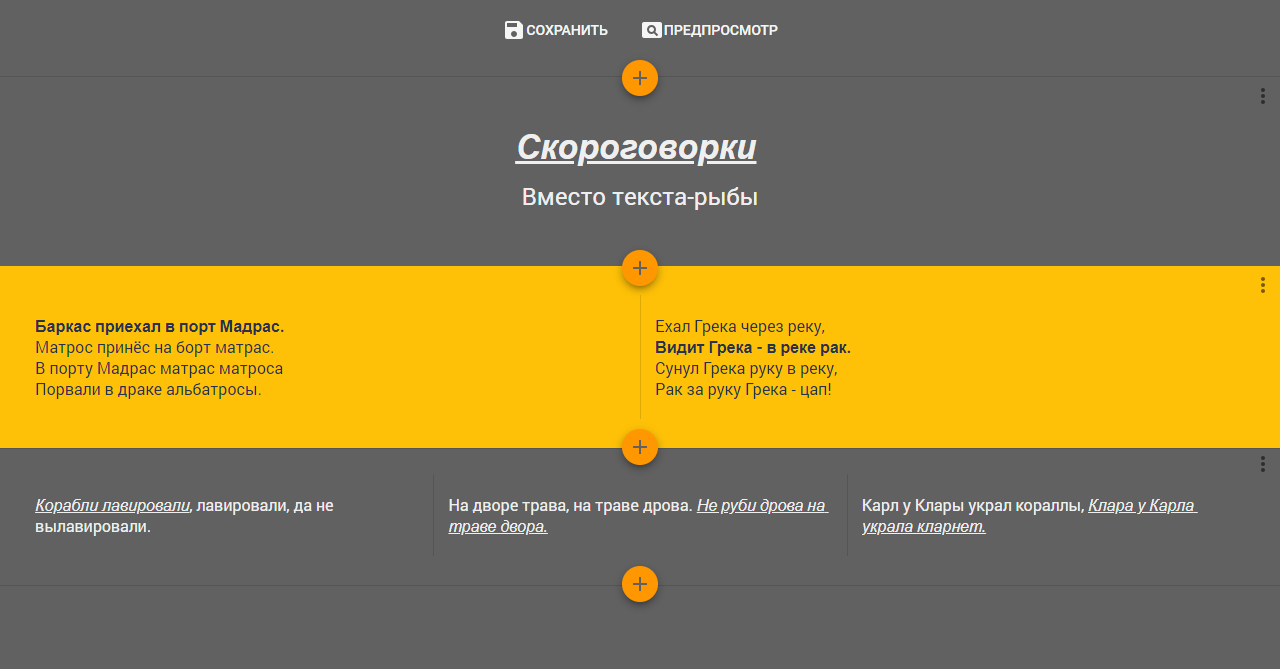 СОХРАНИТЬ ПРЕДПРОСМОТР
Скороговорки
Вместо текста-рыбы
Баркас приехал в порт Мадрас.
Матрос принёс на борт матрас.
В порту Мадрас матрас матроса
Порвали в драке альбатросы.
Ехал Грека через реку,
Видит Грека - в реке рак.
Сунул Грека руку в реку,
Рак за руку Грека - цап!
Корабли лавировали, лавировали, да не
вылавировали.
На дворе трава, на траве дрова. Не руби дрова на
траве двора.
Карл у Клары украл кораллы, Клара у Карла
украла кларнет.